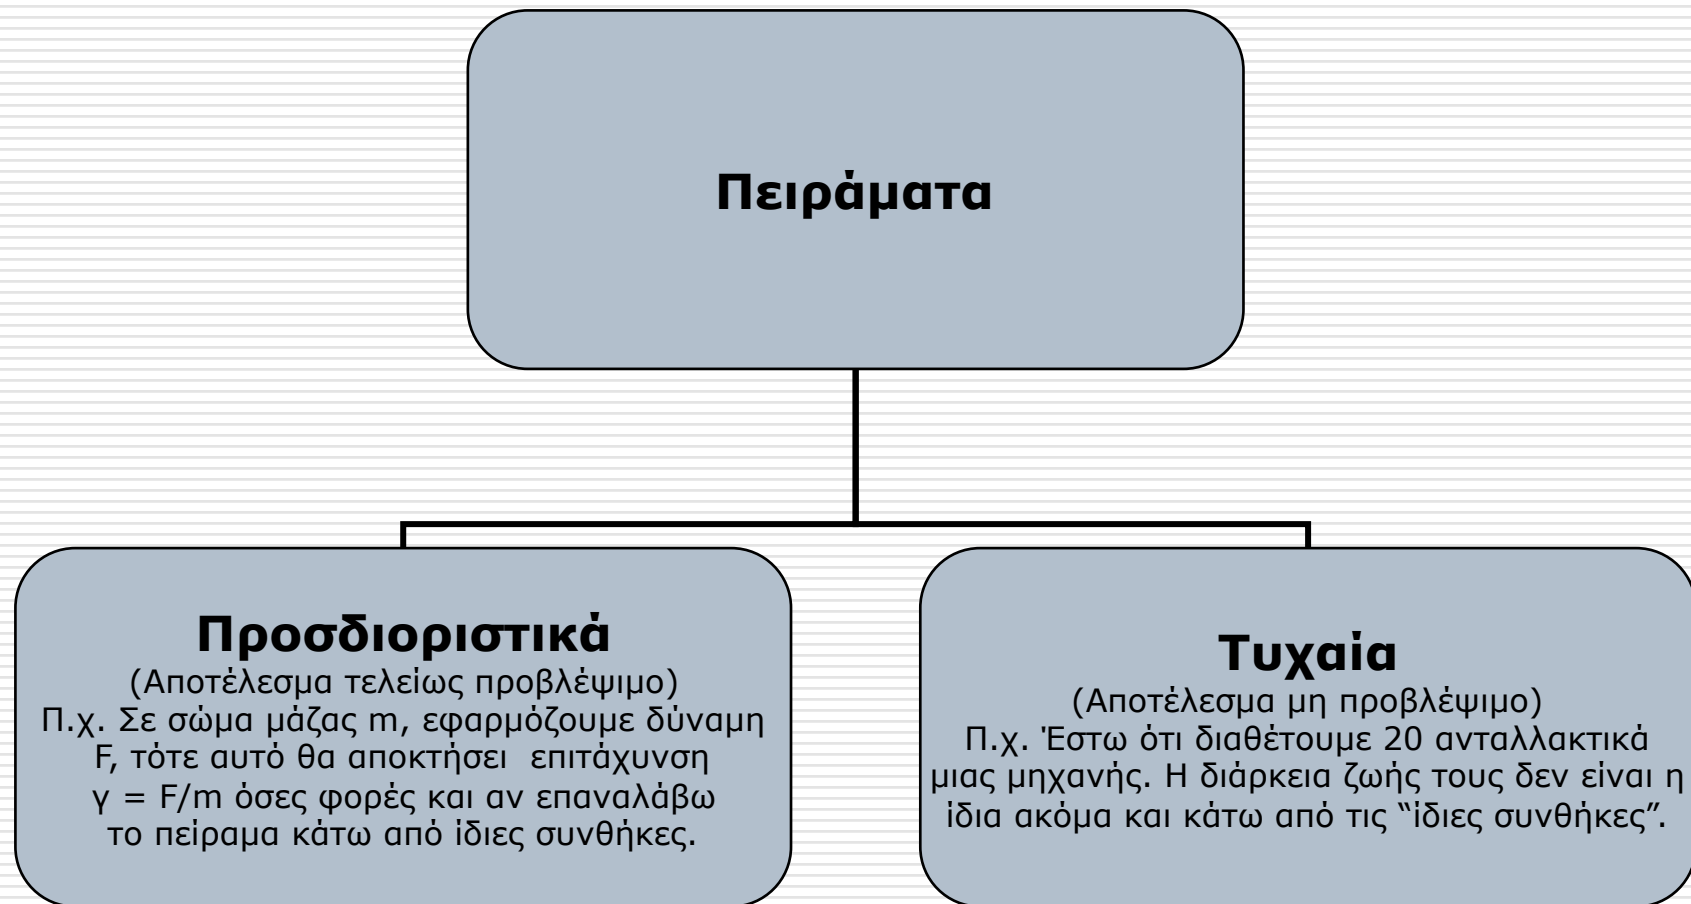 Πειράματα
Προσδιοριστικά
(Αποτέλεσμα τελείως προβλέψιμο)
Π.χ. Σε σώμα μάζας m, εφαρμόζουμε δύναμη
F, τότε αυτό θα αποκτήσει επιτάχυνση
γ = F/m όσες φορές και αν επαναλάβω
το πείραμα κάτω από ίδιες συνθήκες.
Τυχαία
(Αποτέλεσμα μη προβλέψιμο)
Π.χ. Έστω ότι διαθέτουμε 20 ανταλλακτικά
μιας μηχανής. Η διάρκεια ζωής τους δεν είναι η
ίδια ακόμα και κάτω από τις “ίδιες συνθήκες”.